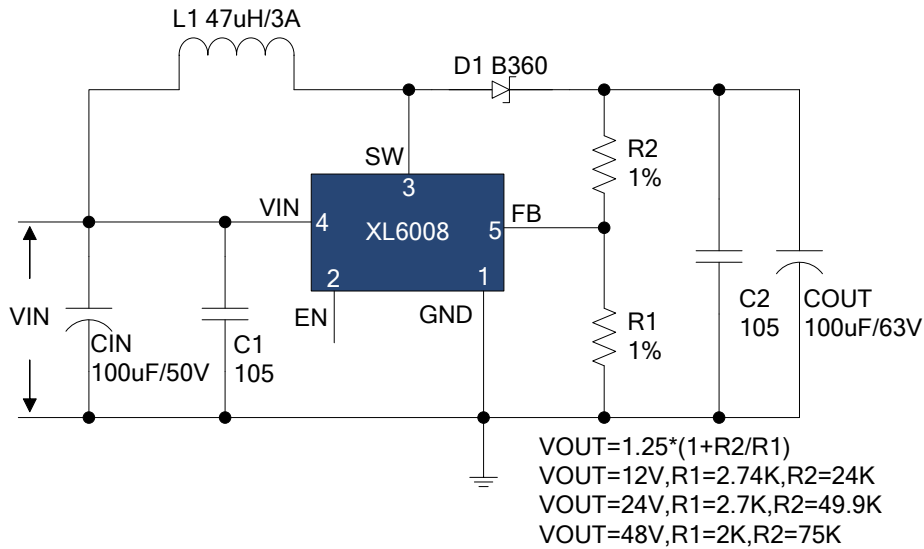 L1 47uH/3A
D1 B360
SW
3
R2
1%
VIN
4
XL6008
5
FB
2
1
EN
GND
VIN
CIN
100uF/50V
C1
105
R1
1%
C2
105
COUT
100uF/63V
VOUT=1.25*(1+R2/R1)
VOUT=12V,R1=2.74K,R2=24K
VOUT=24V,R1=2.7K,R2=49.9K
VOUT=48V,R1=2K,R2=75K